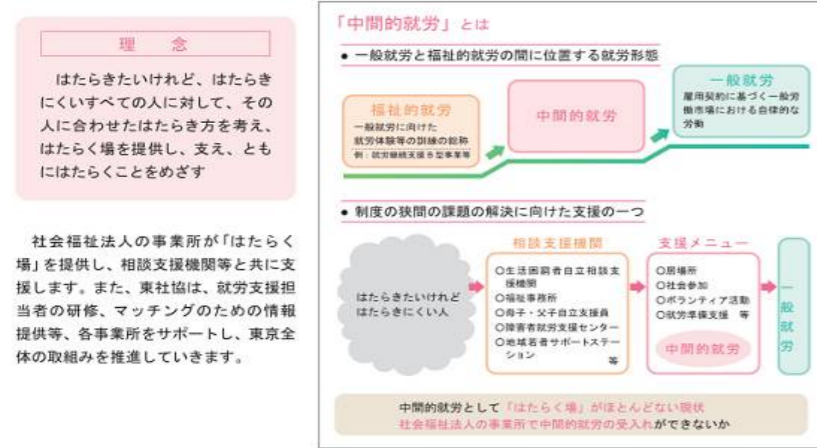 理　念
はたらきたいけれど、はたらき
にくいすべての人に対して、その
人に合わせたはたらき方を考え、
はたらく場を提供し、支え、とも
にはたらくことをめざす
社会福祉法人の事業所が「はたらく
場」を提供し、相談支援機関等と共に支
援します。また、東社協は、就労支援担
当者の研修、マッチングのための情報
提供等、各事業所をサポートし、東京全
体の取組みを推進していきます。
「中間的就労」とは
● 一般就労と福祉的就労の間に位置する就労形態
福祉的就労
一般就労に向けた
就労体験等の訓練の総称
例：就労継続支援B型事業等
中間的就労
一般就労
雇用契約に基づく一般労
働市場における自律的な
労働
● 制度の狭間の課題の解決に向けた支援の一つ
はたらきたいけれど
はたらきにくい人
相談支援機関
○生活困窮者自立相談支
援機関
○福祉事務所
○母子・父子自立支援員
○障害者就労支援センター
○地域若者サポートステー
ション　等
支援メニュー
○居場所
○社会参加
○ボランティア活動
○就労準備支援　等
中間的就労
一般就労
中間的就労として「はたらく場」がほとんどない現状
社会福祉法人の事業所で中間的就労の受入れができないか